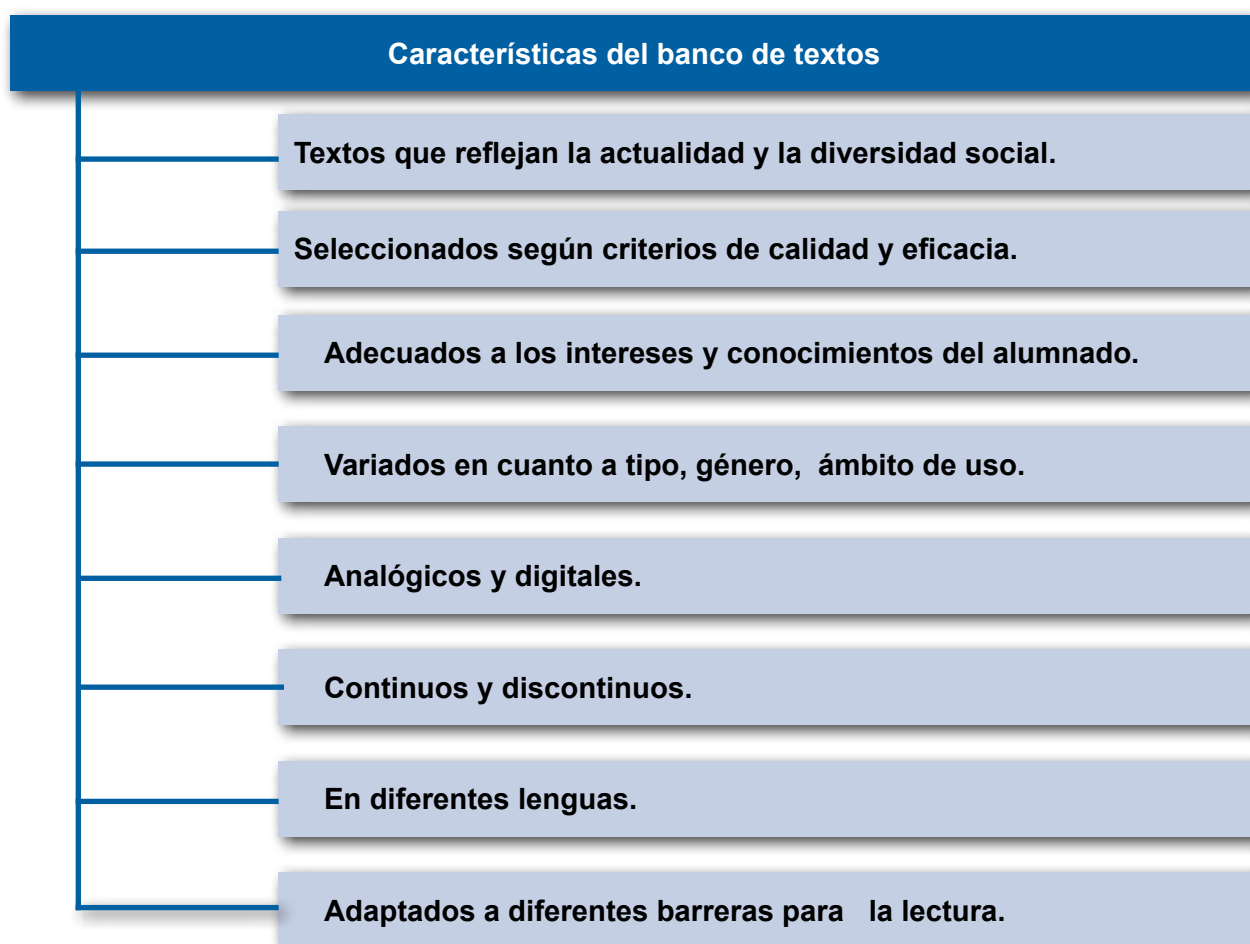 Características del banco de textos
Textos que reflejan la actualidad y la diversidad social.
Seleccionados según criterios de calidad y eficacia.
Adecuados a los intereses y conocimientos del alumnado.
Variados en cuanto a tipo, género, ámbito de uso.
Analógicos y digitales.
Continuos y discontinuos.
En diferentes lenguas.
Adaptados a diferentes barreras para la lectura.